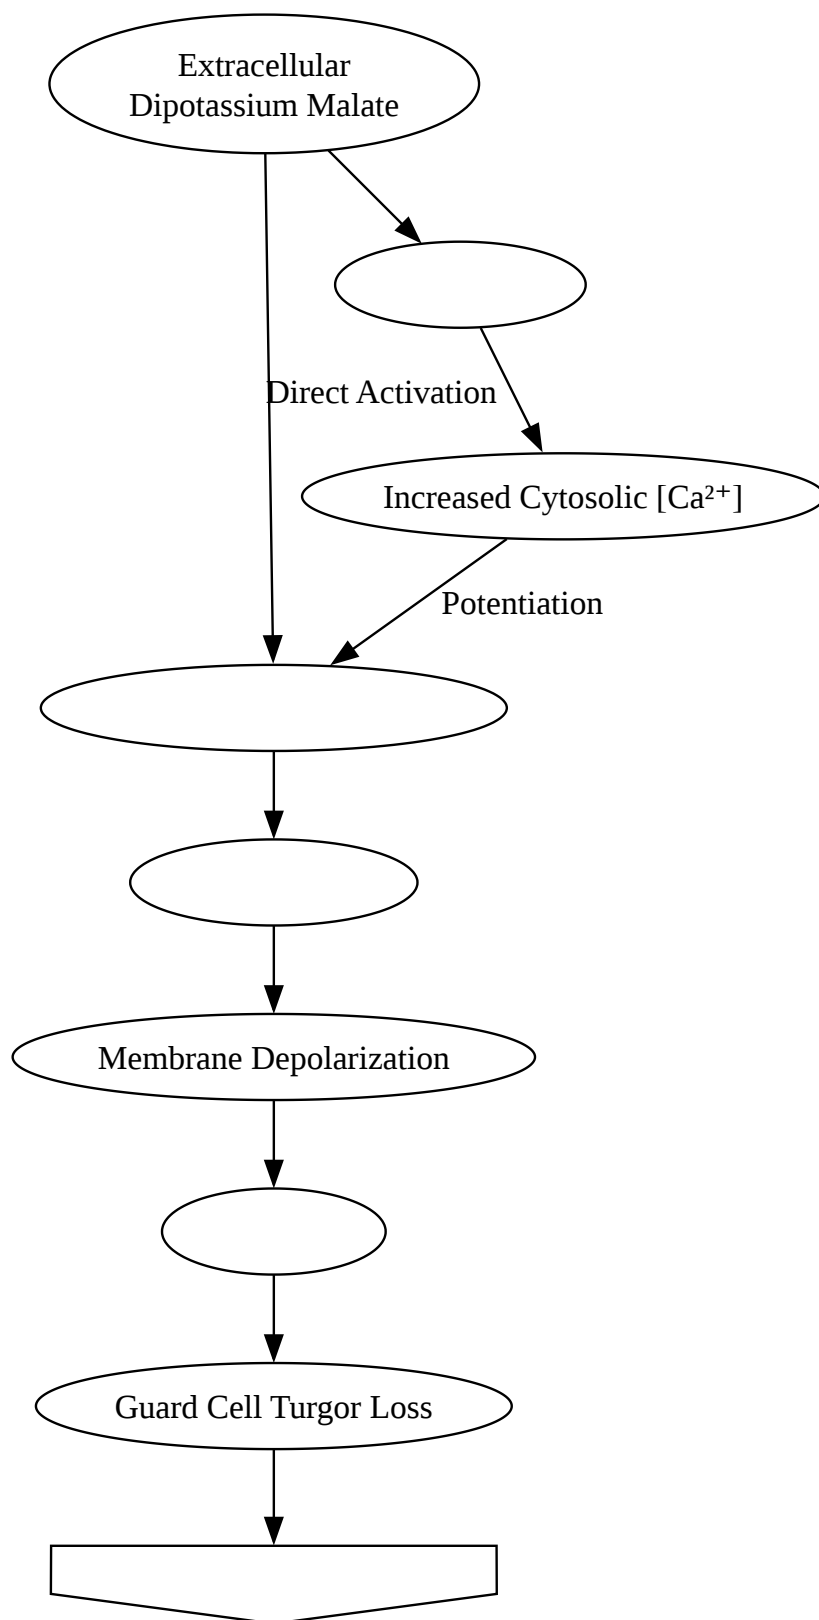 Extracellular
Dipotassium Malate
Direct Activation
Increased Cytosolic [Ca²⁺]
Potentiation
Membrane Depolarization
Guard Cell Turgor Loss